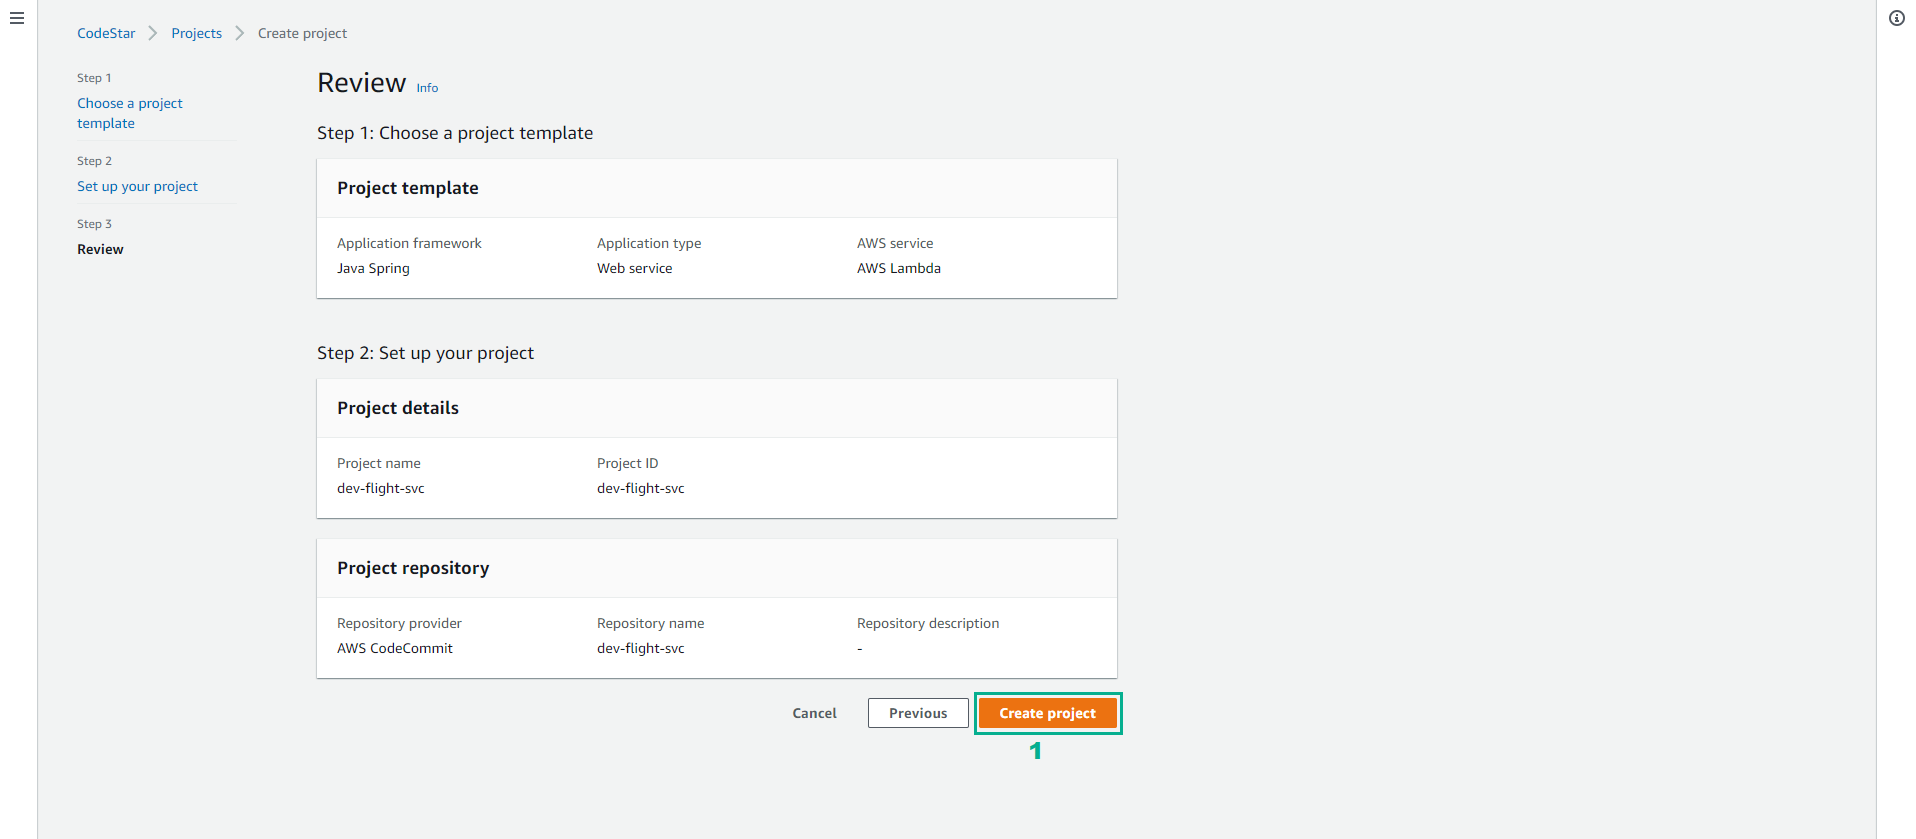 CodeStar Projects Create project
Step 1
Choose a project
template
Step 2
Set up your project
Step 3
Review
Review Info
Step 1: Choose a project template
Project template
Application framework Application type AWS service
Java Spring Web service AWS Lambda
Step 2: Set up your project
Project details
Project name Project ID
dev-flight-svc dev-flight-svc
Project repository
Repository provider Repository name Repository description
AWS CodeCommit dev-flight-svc -
Cancel Previous Create project
1